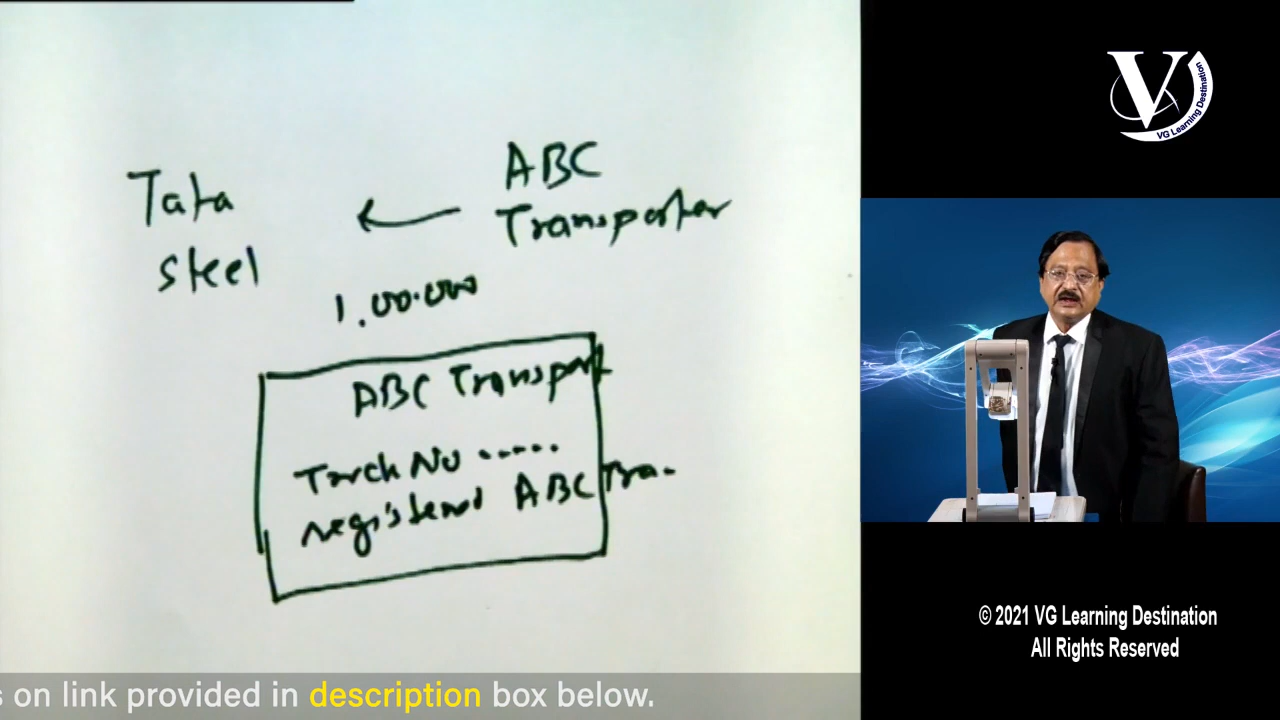 Tata
steel
ABC
Transporter
1.00.000
ABC Transport
Truck No .....
registered ABC Tra..
V
VG Learning Destination
© 2021 VG Learning Destination
All Rights Reserved
s on link provided in description box below.